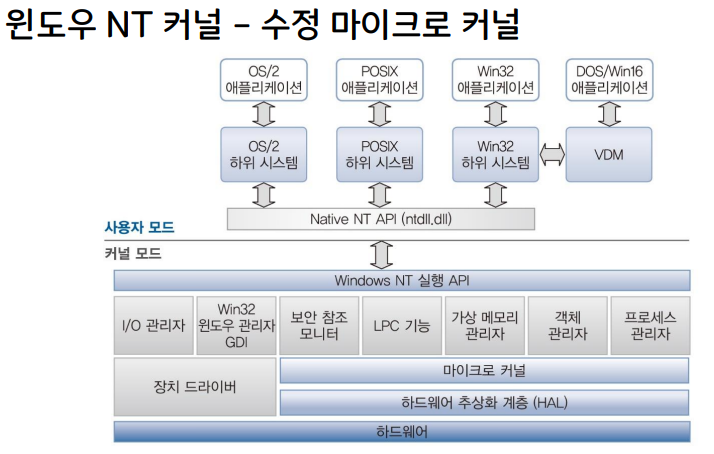 윈도우 NT 커널 – 수정 마이크로 커널
OS/2
애플리케이션
POSIX
애플리케이션
Win32
애플리케이션
DOS/Win16
애플리케이션
OS/2
하위 시스템
POSIX
하위 시스템
Win32
하위 시스템
VDM
Native NT API (ntdll.dll)
사용자 모드
커널 모드
Windows NT 실행 API
I/O 관리자
Win32
윈도우 관리자
GDI
보안 참조
모니터
LPC 기능
가상 메모리
관리자
객체
관리자
프로세스
관리자
장치 드라이버
마이크로 커널
하드웨어 추상화 계층 (HAL)
하드웨어